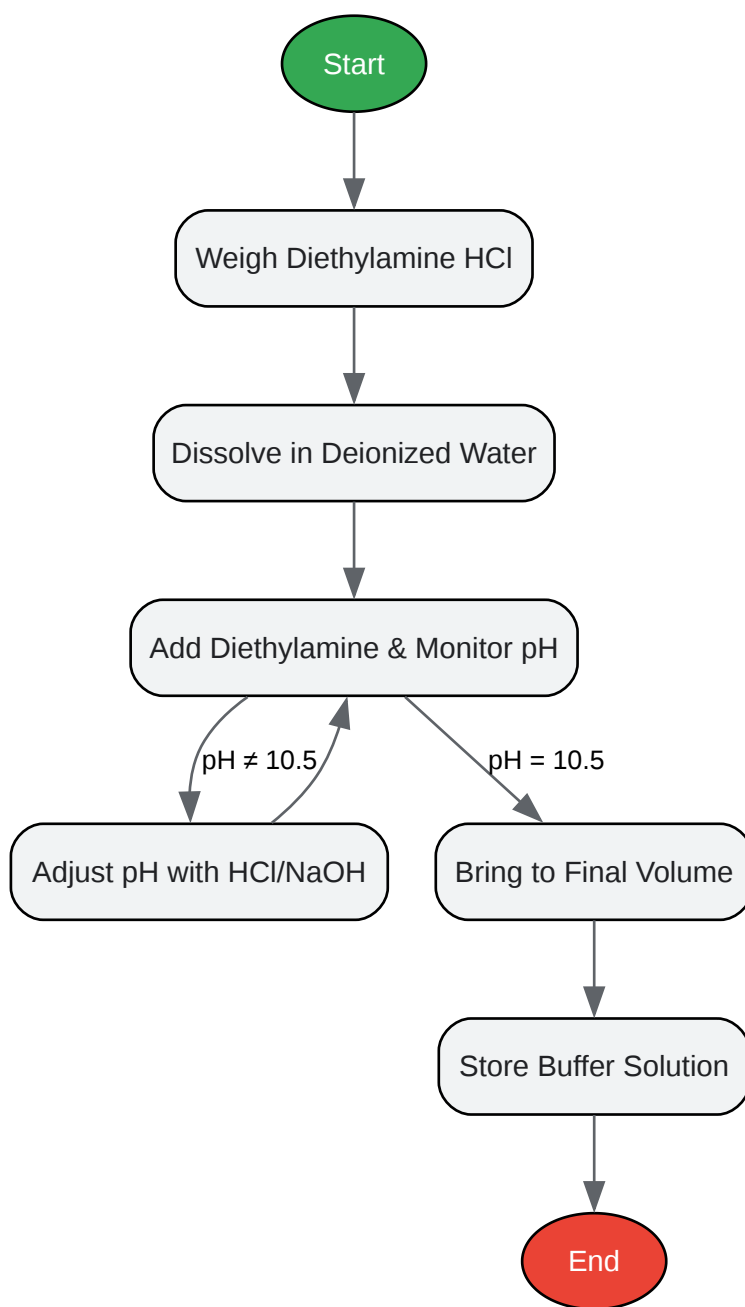 Start
Weigh Diethylamine HCl
Dissolve in Deionized Water
Add Diethylamine & Monitor pH
pH ≠ 10.5
pH = 10.5
Adjust pH with HCl/NaOH
Bring to Final Volume
Store Buffer Solution
End